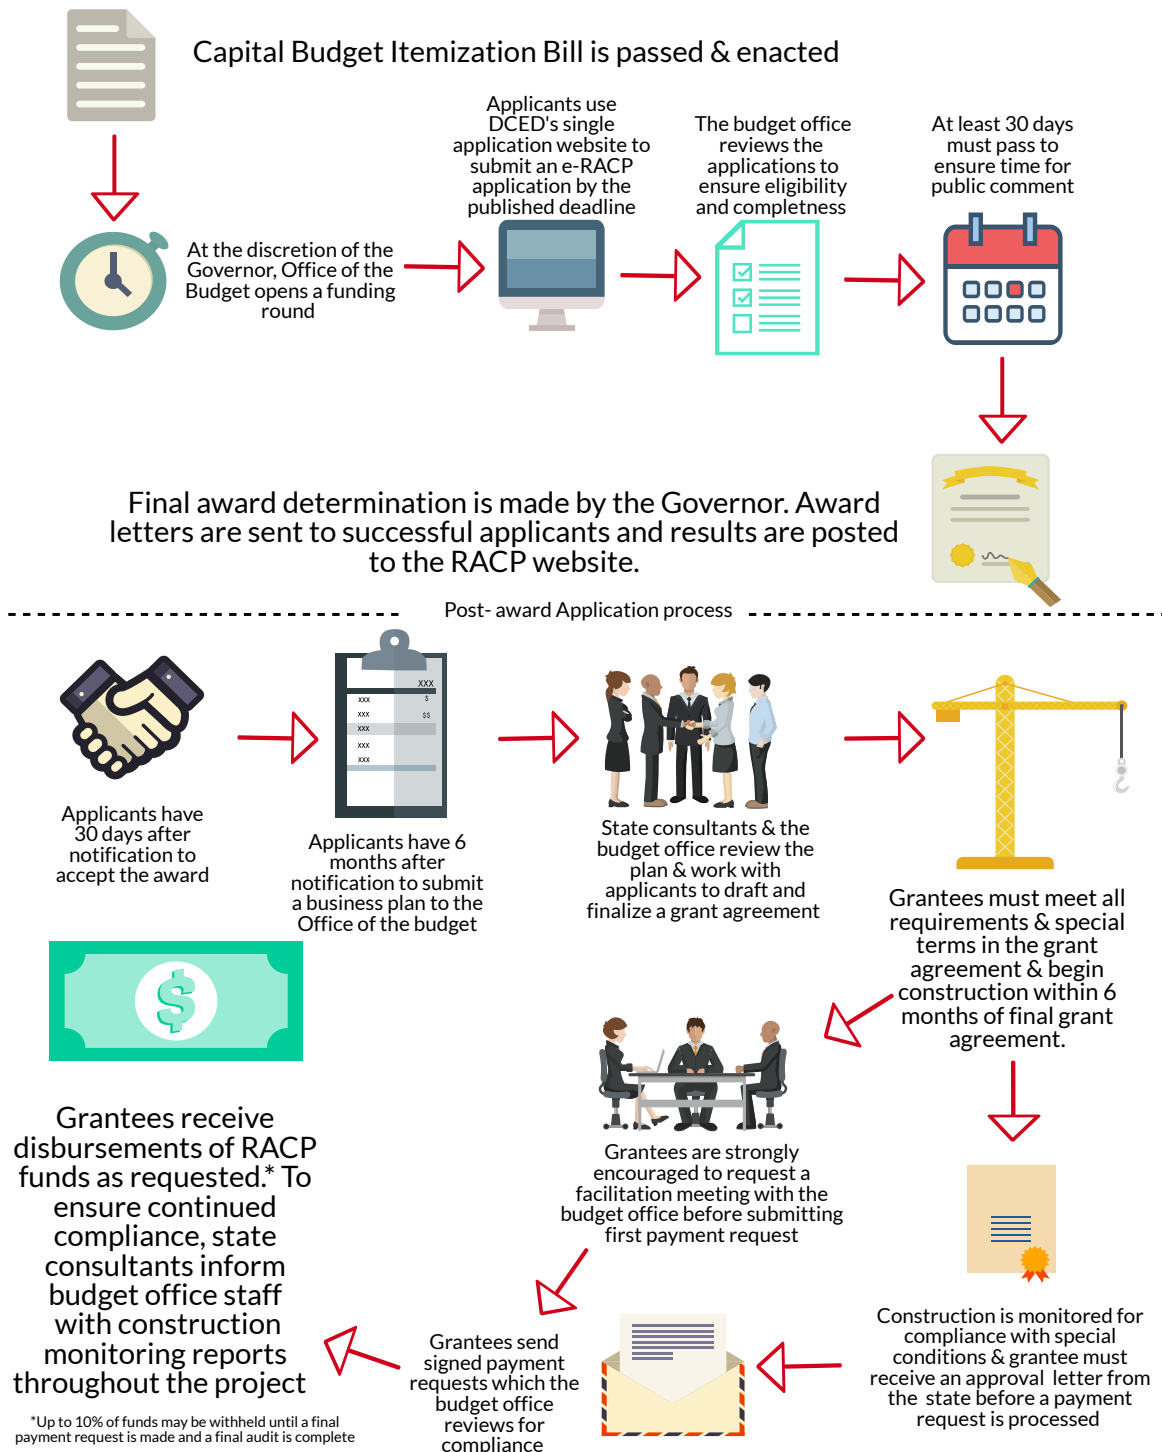 Capital Budget Itemization Bill is passed & enacted
At the discretion of the
Governor, Office of the
Budget opens a funding
round
Applicants use
DCED's single
application website to
submit an e-RACP
application by the
published deadline
The budget office
reviews the
applications to
ensure eligibility
and completness
At least 30 days
must pass to
ensure time for
public comment
Final award determination is made by the Governor. Award
letters are sent to successful applicants and results are posted
to the RACP website.
Post- award Application process
Applicants have
30 days after
notification to
accept the award
XXX
xxx
$
xxx
$$
xxx
xxx
xxx
Applicants have 6
months after
notification to submit
a business plan to the
Office of the budget
State consultants & the
budget office review the
plan & work with
applicants to draft and
finalize a grant agreement
Grantees must meet all
requirements & special
terms in the grant
agreement & begin
construction within 6
months of final grant
agreement.
Grantees are strongly
encouraged to request a
facilitation meeting with the
budget office before submitting
first payment request
Construction is monitored for
compliance with special
conditions & grantee must
receive an approval letter from
the state before a payment
request is processed
Grantees send
signed payment
requests which the
budget office
reviews for
compliance
$
Grantees receive
disbursements of RACP
funds as requested.* To
ensure continued
compliance, state
consultants inform
budget office staff
with construction
monitoring reports
throughout the project
*Up to 10% of funds may be withheld until a final
payment request is made and a final audit is complete